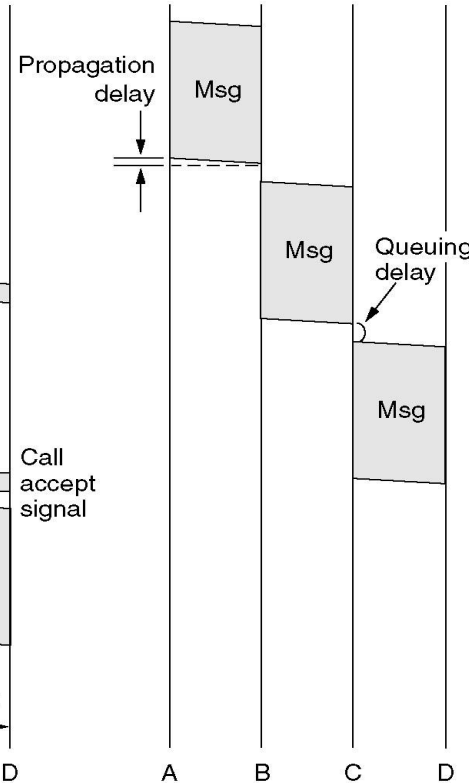 Propagation
delay
Msg
Msg
Queuing
delay
Msg
Call
accept
signal
D
A
B
C
D